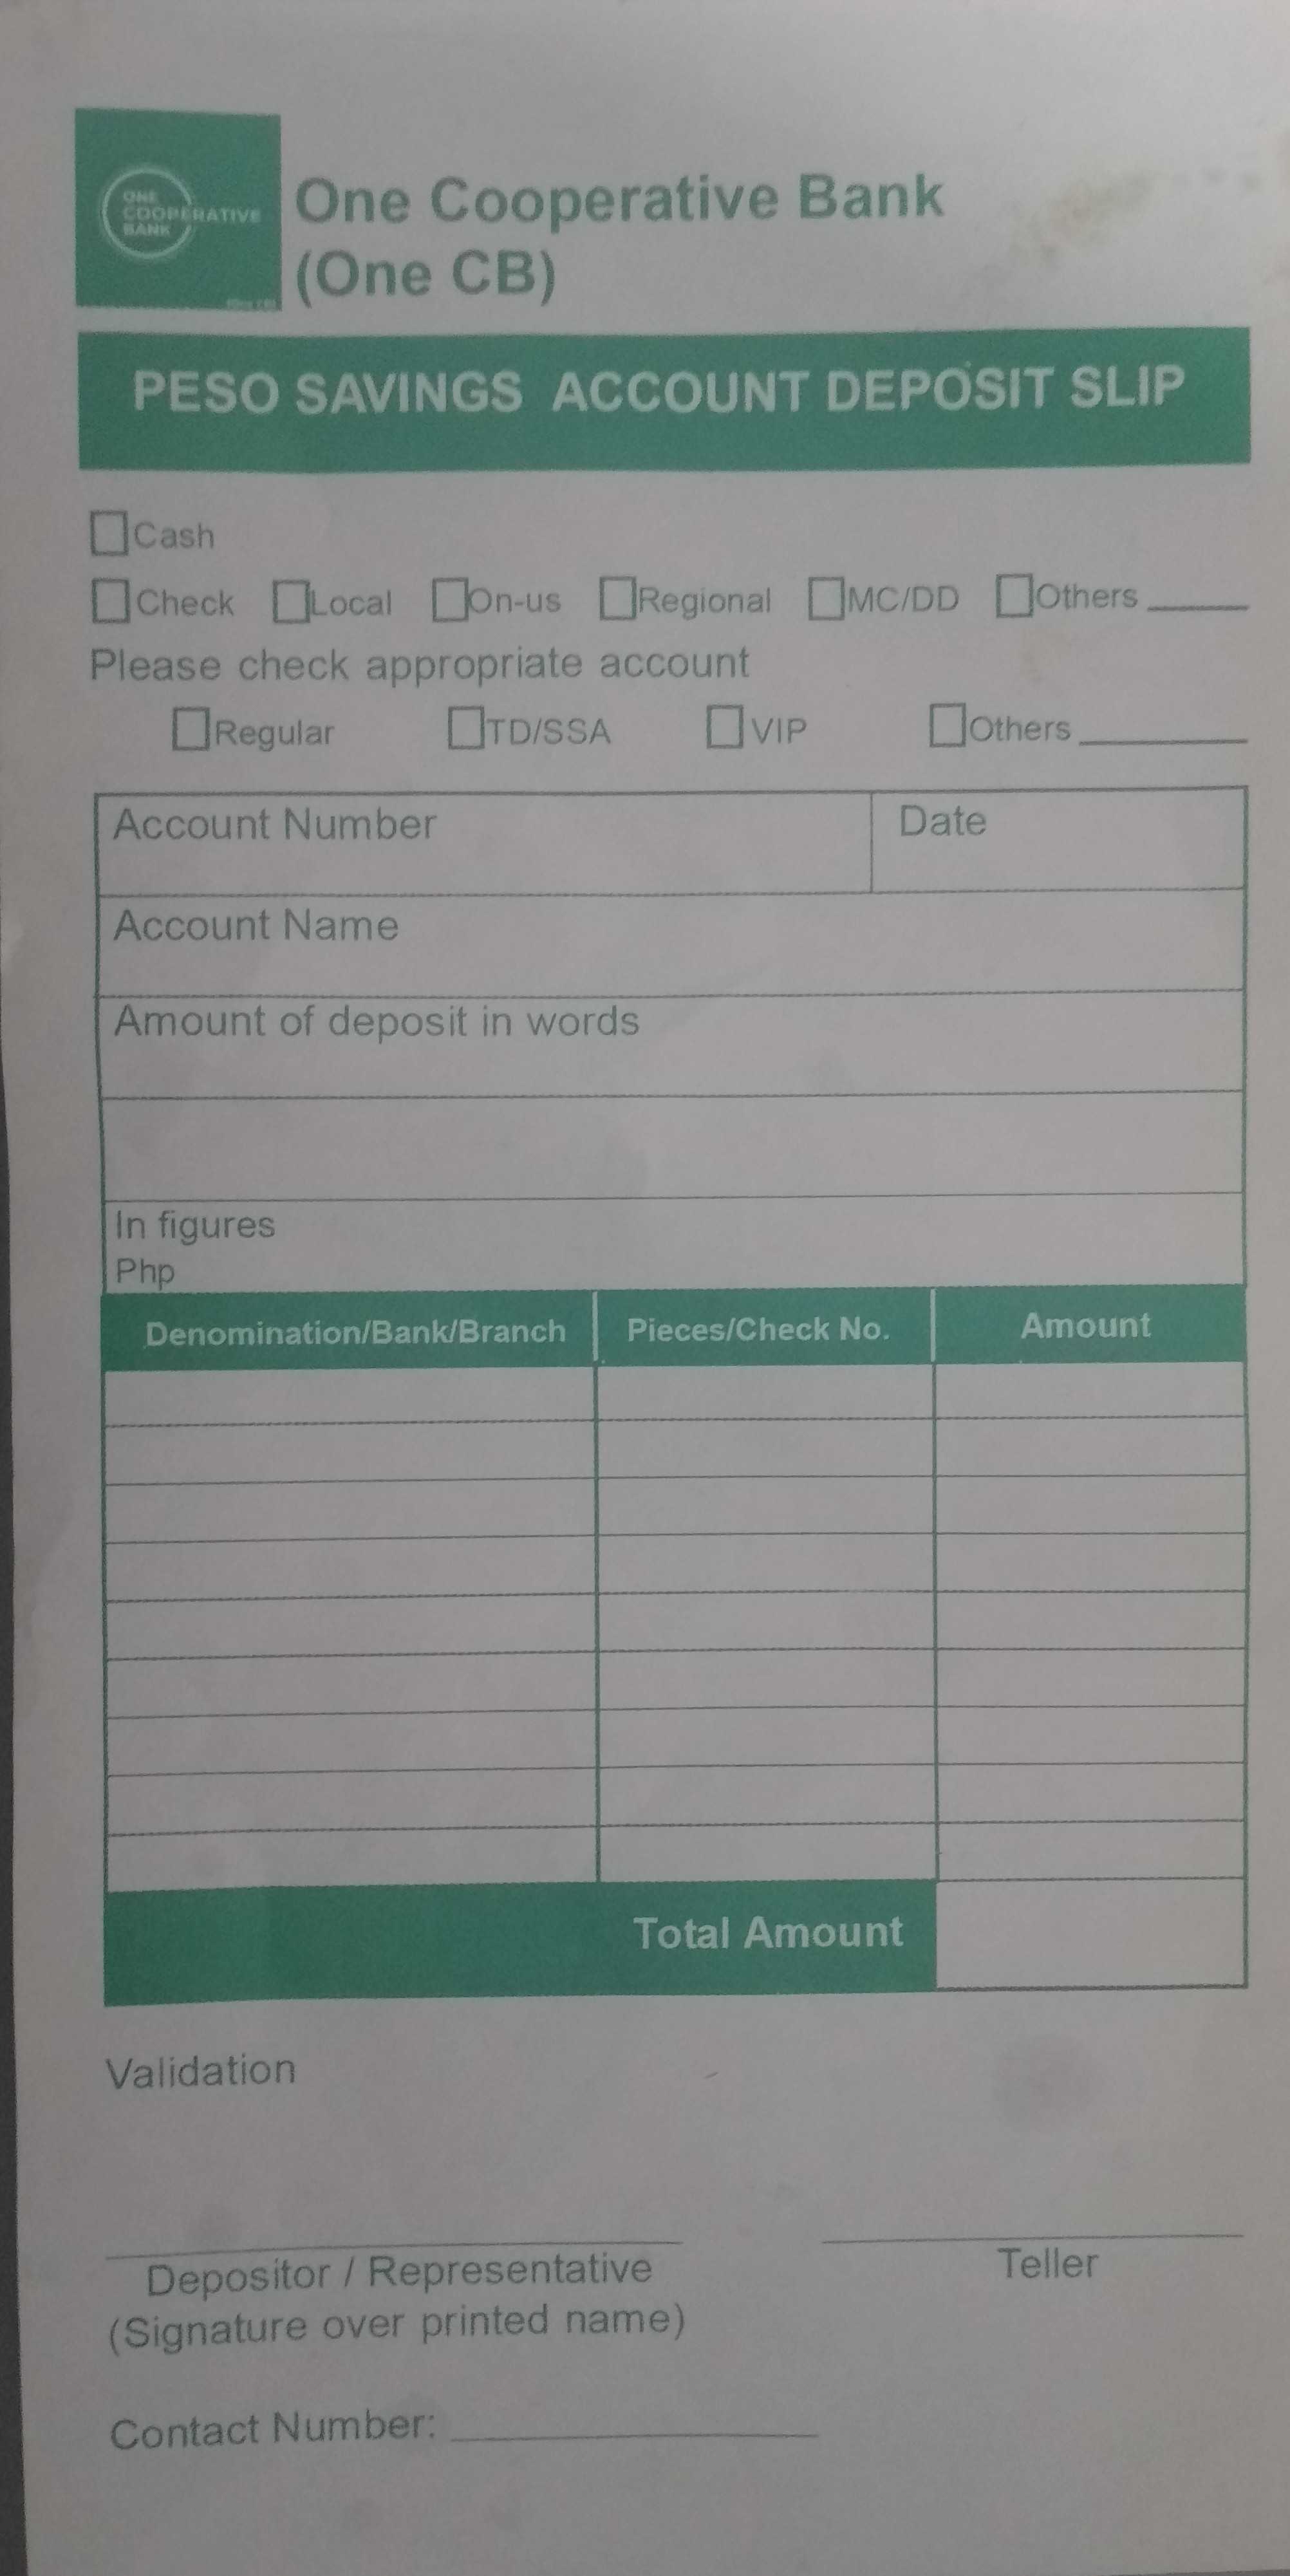 ONE
COOPERATIVE
BANK
One Cooperative Bank
(One CB)
PESO SAVINGS ACCOUNT DEPOSIT SLIP
Cash
Check Local On-us Regional MC/DD Others
Please check appropriate account
Regular TD/SSA VIP Others
Account Number Date
Account Name
Amount of deposit in words
In figures
Php
Denomination/Bank/Branch Pieces/Check No. Amount
Total Amount
Validation
Depositor / Representative Teller
(Signature over printed name)
Contact Number: